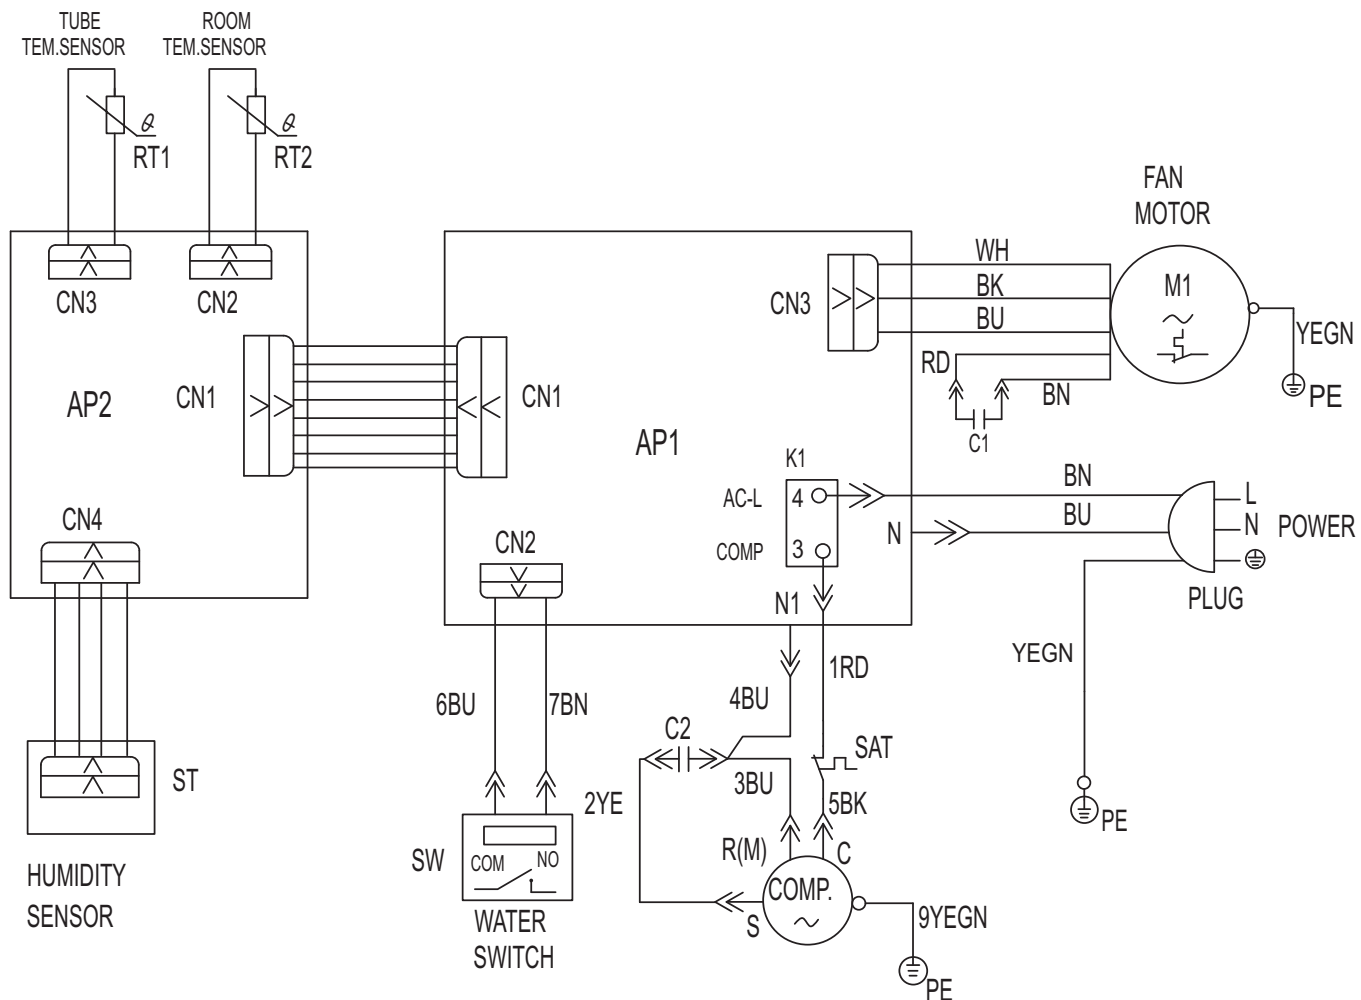 TUBE
TEM.SENSOR
ROOM
TEM.SENSOR
θ
RT1
θ
RT2
CN3
CN2
CN1
AP2
CN4
ST
HUMIDITY
SENSOR
CN1
AP1
CN3
WH
BK
BU
RD
BN
C1
FAN
MOTOR
M1
YEGN
PE
K1
AC-L
4
COMP
3
N
N1
BN
BU
L
N
POWER
PLUG
YEGN
PE
CN2
6BU
7BN
SW
COM
NO
WATER
SWITCH
2YE
C2
4BU
3BU
1RD
SAT
5BK
R(M)
C
COMP.
S
9YEGN
PE